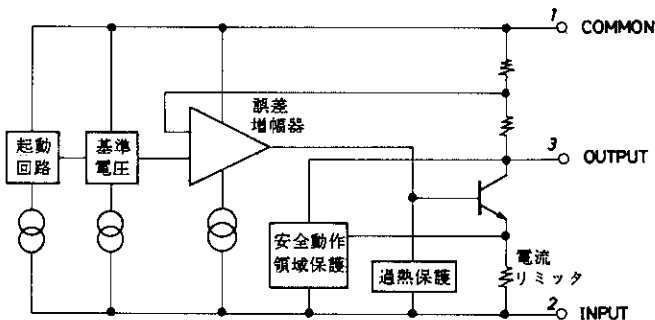 1
COMMON
誤差
増幅器
起動
回路
基準
電圧
3
OUTPUT
安全動作
領域保護
過熱保護
電流
リミッタ
2
INPUT